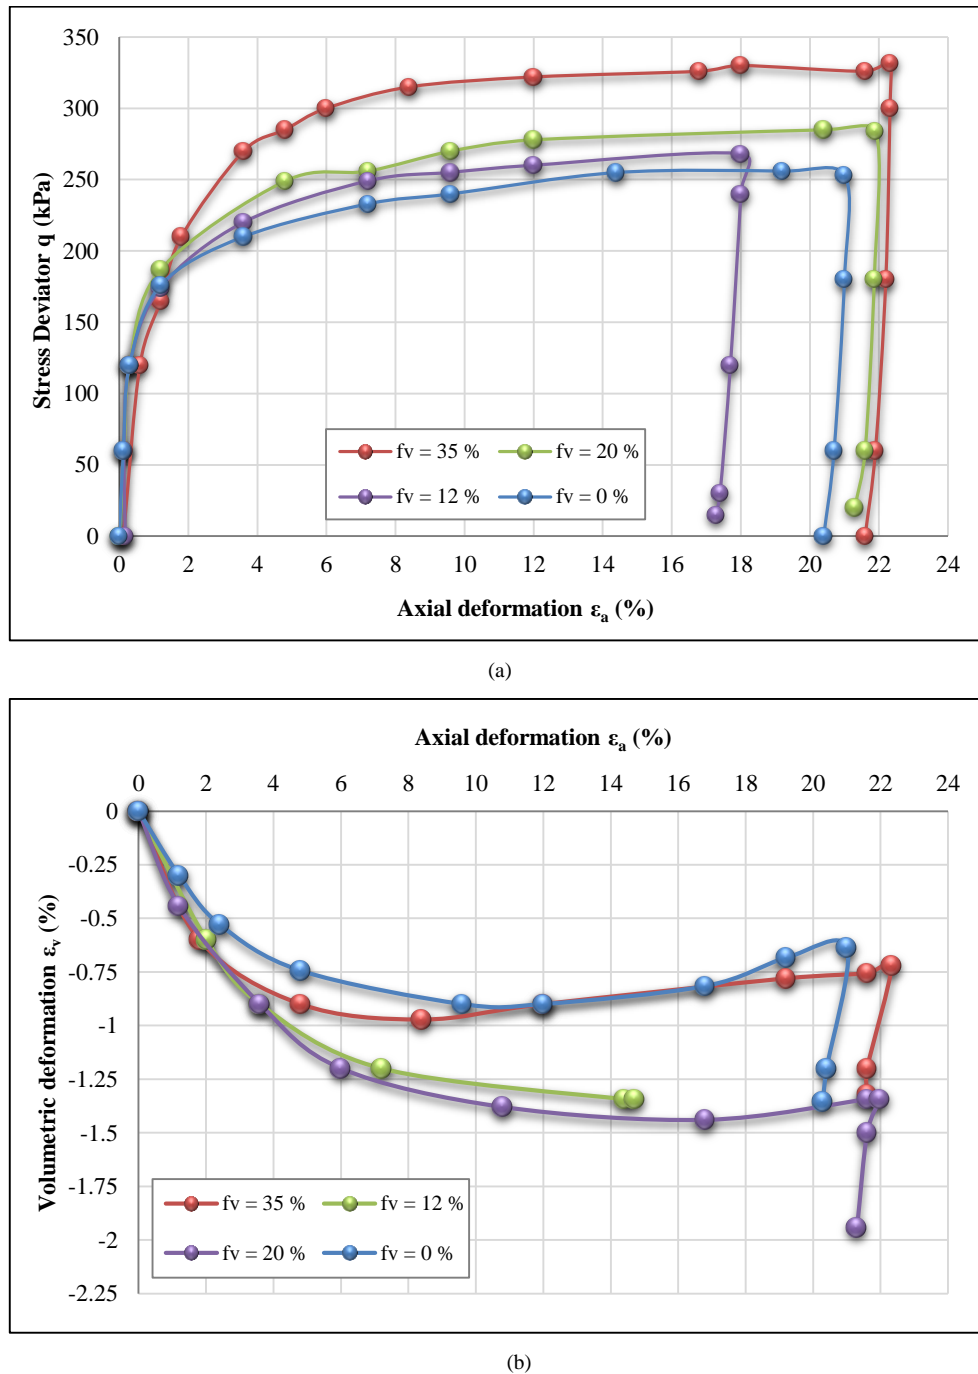 350
300
250
200
150
100
50
0
Stress Deviator q (kPa)
fv = 35 %
fv = 20 %
fv = 12 %
fv = 0 %
0 2 4 6 8 10 12 14 16 18 20 22 24
Axial deformation εa (%)
(a)
Axial deformation εa (%)
0 2 4 6 8 10 12 14 16 18 20 22 24
0
-0.25
-0.5
-0.75
-1
-1.25
-1.5
-1.75
-2
-2.25
Volumetric deformation εv (%)
fv = 35 %
fv = 12 %
fv = 20 %
fv = 0 %
(b)